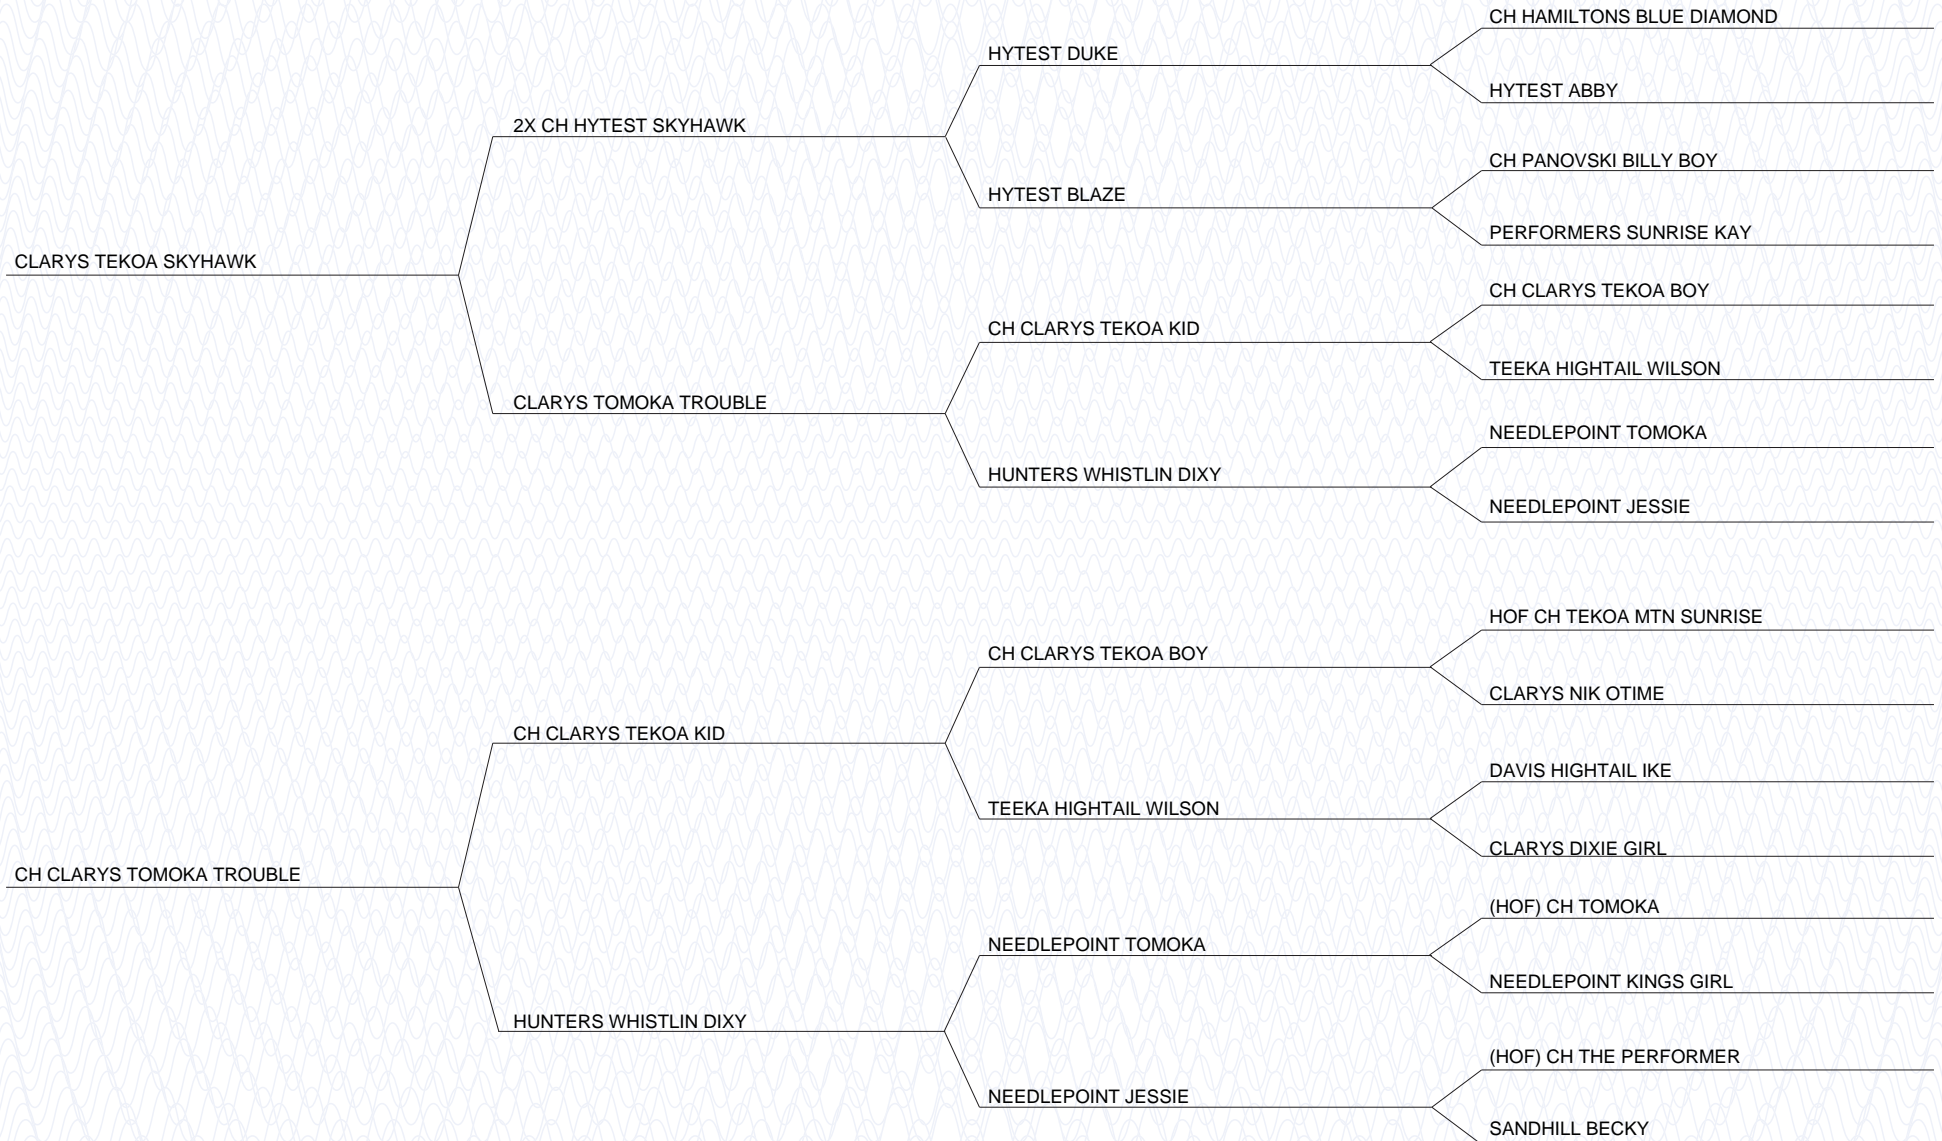 CH HAMILTONS BLUE DIAMOND
HYTEST DUKE
HYTEST ABBY
2X CH HYTEST SKYHAWK
CH PANOVSKI BILLY BOY
HYTEST BLAZE
PERFORMERS SUNRISE KAY
CLARYS TEKOA SKYHAWK
CH CLARYS TEKOA BOY
CH CLARYS TEKOA KID
TEEKA HIGHTAIL WILSON
CLARYS TOMOKA TROUBLE
NEEDLEPOINT TOMOKA
HUNTERS WHISTLIN DIXY
NEEDLEPOINT JESSIE
HOF CH TEKOA MTN SUNRISE
CH CLARYS TEKOA BOY
CLARYS NIK OTIME
CH CLARYS TEKOA KID
DAVIS HIGHTAIL IKE
TEEKA HIGHTAIL WILSON
CLARYS DIXIE GIRL
CH CLARYS TOMOKA TROUBLE
(HOF) CH TOMOKA
NEEDLEPOINT TOMOKA
NEEDLEPOINT KINGS GIRL
HUNTERS WHISTLIN DIXY
(HOF) CH THE PERFORMER
NEEDLEPOINT JESSIE
SANDHILL BECKY